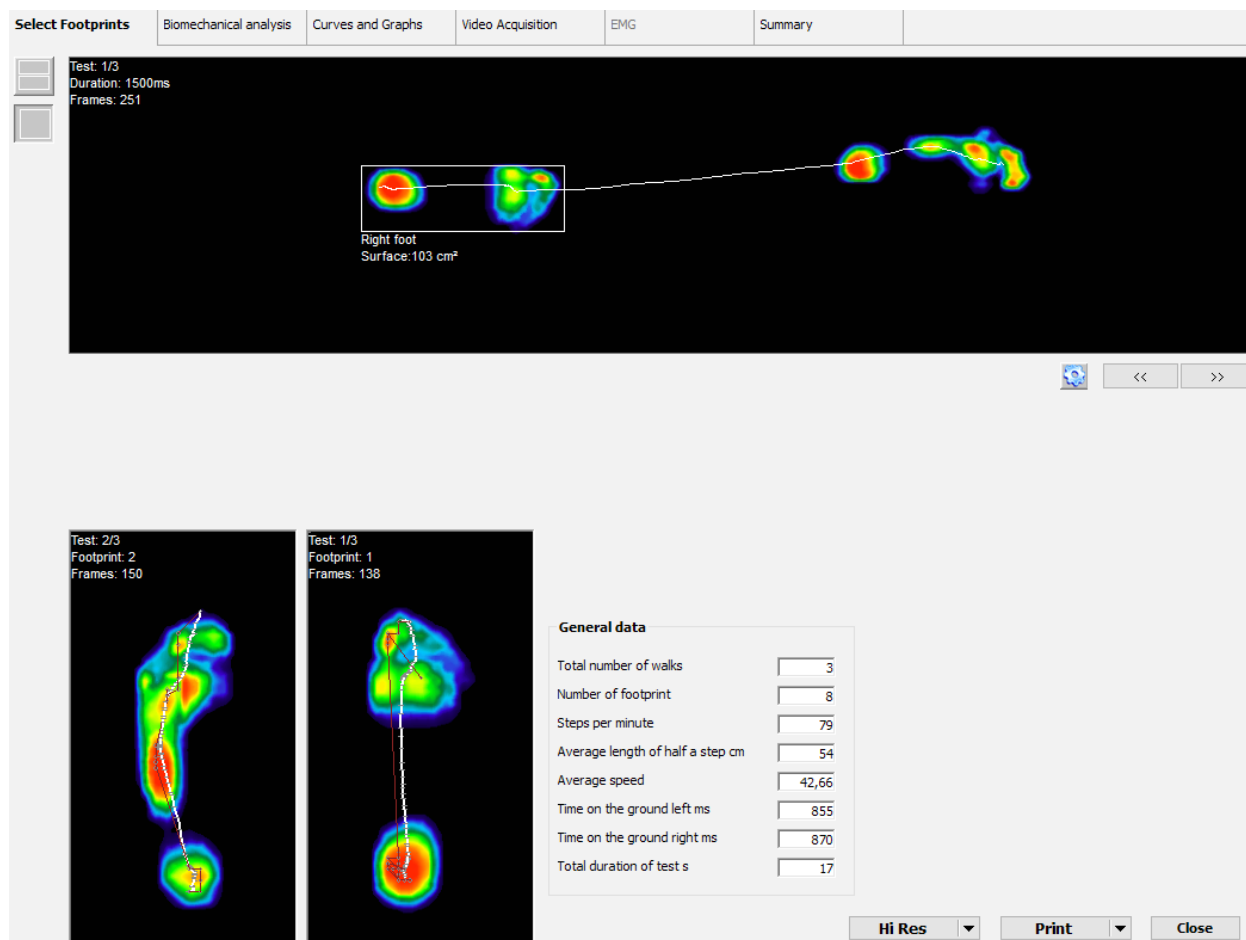 Select Footprints
Biomechanical analysis
Curves and Graphs
Video Acquisition
EMG
Summary
Test: 1/3
Duration: 1500ms
Frames: 251
Right foot
Surface:103 cm²
<<
>>
Test: 2/3
Footprint: 2
Frames: 150
Test: 1/3
Footprint: 1
Frames: 138
General data
Total number of walks 3
Number of footprint 8
Steps per minute 79
Average length of half a step cm 54
Average speed 42,66
Time on the ground left ms 855
Time on the ground right ms 870
Total duration of test s 17
Hi Res
Print
Close